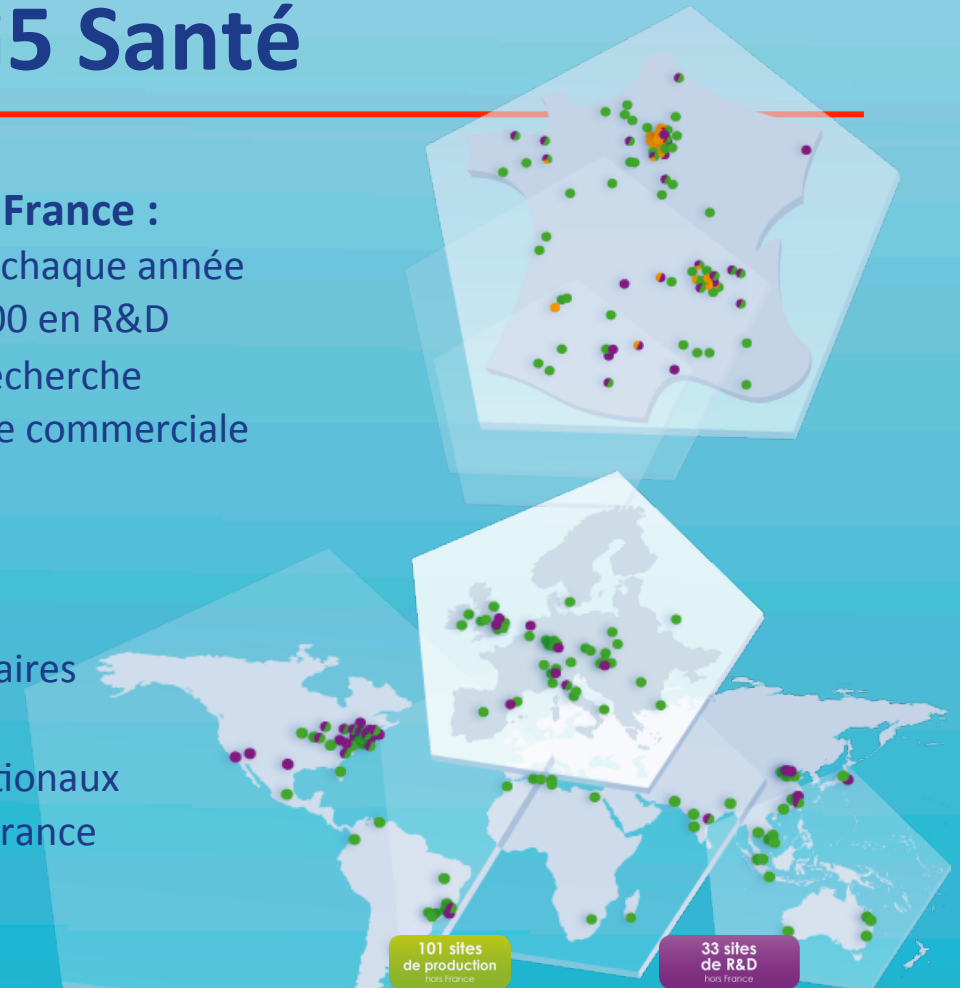 5 Santé
France :
chaque année
00 en R&D
echerche
e commerciale
aires
tionaux
rance
101 sites
de production
hors France
33 sites
de R&D
hors France